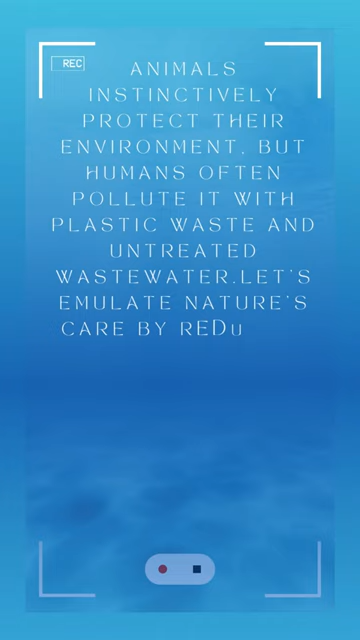 REC
ANIMALS
INSTINCTIVELY
PROTECT THEIR
ENVIRONMENT, BUT
HUMANS OFTEN
POLLUTE IT WITH
PLASTIC WASTE AND
UNTREATED
WASTEWATER.LET'S
EMULATE NATURE'S
CARE BY REDU